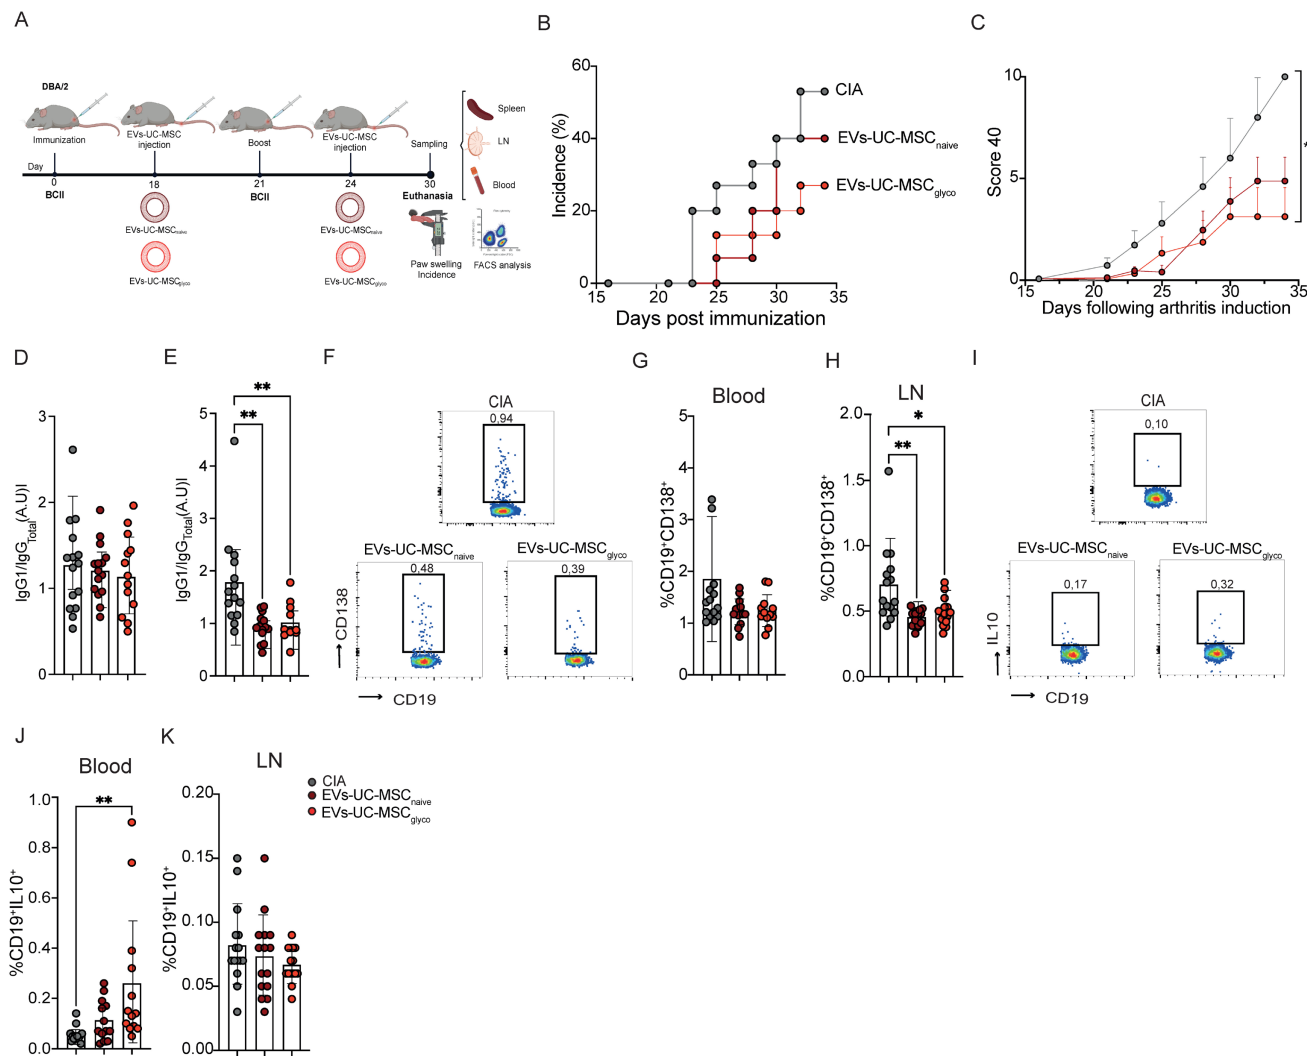 A
DBA/2
Immunization
EVs-UC-MSC
injection
Boost
EVs-UC-MSC
injection
Sampling
Spleen
LN
Blood
Day
0
18
21
24
30
BCII
BCII
Euthanasia
EVs-UC-MSCnaive
EVs-UC-MSCnaive
EVs-UC-MSCglyco
EVs-UC-MSCglyco
Paw swelling
Incidence
FACS analysis
B
Incidence (%)
60
40
20
0
15 20 25 30 35
Days post immunization
CIA
EVs-UC-MSCnaive
EVs-UC-MSCglyco
C
Score 40
10
5
0
15 20 25 30 35
Days following arthritis induction
*
D
IgG1/IgGTotal(A.U)l
3
2
1
0
E
IgG1/IgGTotal(A.U)l
5
4
3
2
1
0
**
**
F
CIA
0,94
EVs-UC-MSCnaive
0,48
EVs-UC-MSCglyco
0,39
CD138
CD19
G
Blood
%CD19+CD138+
5
4
3
2
1
0
H
LN
%CD19+CD138+
2.0
1.5
1.0
0.5
0.0
*
**
I
CIA
0,10
EVs-UC-MSCnaive
0,17
EVs-UC-MSCglyco
0,32
IL10
CD19
J
Blood
%CD19+IL10+
1.0
0.8
0.6
0.4
0.2
0.0
**
K
LN
%CD19+IL10+
0.20
0.15
0.10
0.05
0.00
CIA
EVs-UC-MSCnaive
EVs-UC-MSCglyco